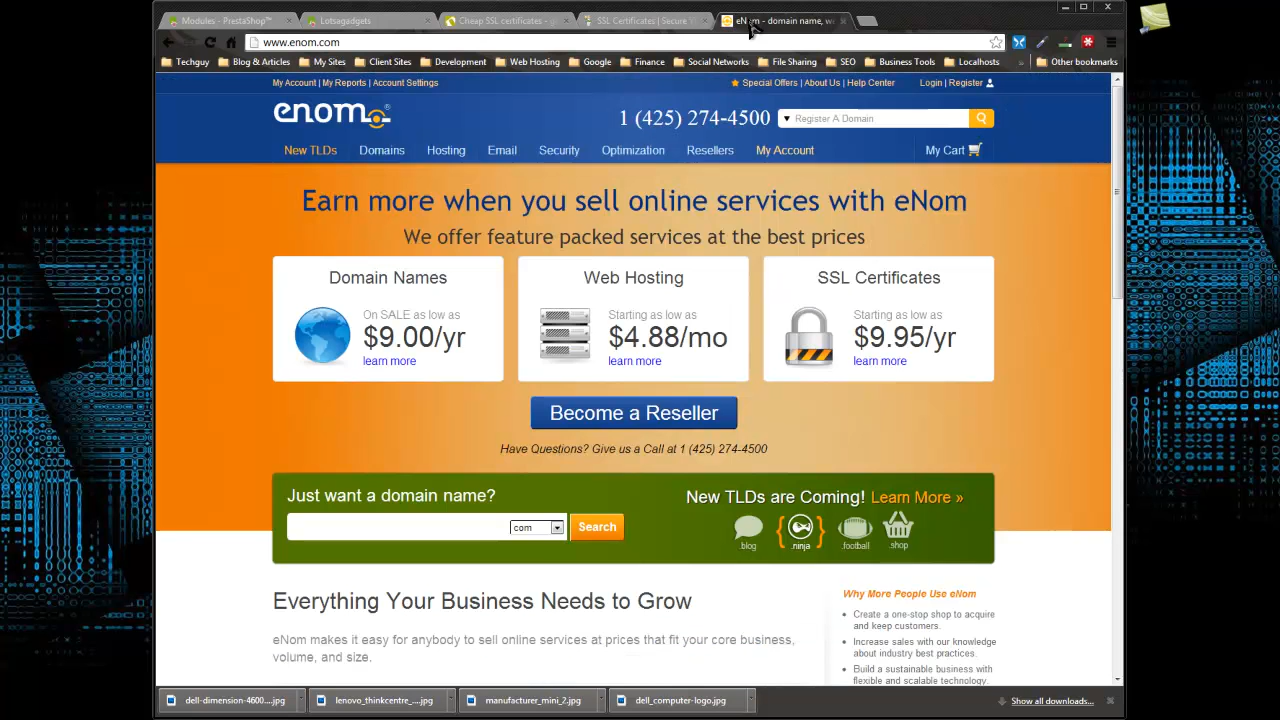 Modules - PrestaShop™
Lotsagadgets
Cheap SSL certificates - g
SSL Certificates | Secure
eNom - domain name, w
www.enom.com
Techguy
Blog & Articles
My Sites
Client Sites
Development
Web Hosting
Google
Finance
Social Networks
File Sharing
SEO
Business Tools
Localhosts
»
Other bookmarks
My Account | My Reports | Account Settings
Special Offers | About Us | Help Center
Login | Register
enom®
1 (425) 274-4500
Register A Domain
New TLDs
Domains
Hosting
Email
Security
Optimization
Resellers
My Account
My Cart
Earn more when you sell online services with eNom
We offer feature packed services at the best prices
Domain Names
On SALE as low as
$9.00/yr
learn more
Web Hosting
Starting as low as
$4.88/mo
learn more
SSL Certificates
Starting as low as
$9.95/yr
learn more
Become a Reseller
Have Questions? Give us a Call at 1 (425) 274-4500
Just want a domain name?
com
Search
New TLDs are Coming! Learn More »
.blog
.ninja
.football
.shop
Everything Your Business Needs to Grow
eNom makes it easy for anybody to sell online services at prices that fit your core business,
volume, and size.
Why More People Use eNom
Create a one-stop shop to acquire
and keep customers.
Increase sales with our knowledge
about industry best practices.
Build a sustainable business with
flexible and scalable technology.
dell-dimension-4600....jpg
lenovo_thinkcentre_...jpg
manufacturer_mini_2.jpg
dell_computer-logo.jpg
Show all downloads...